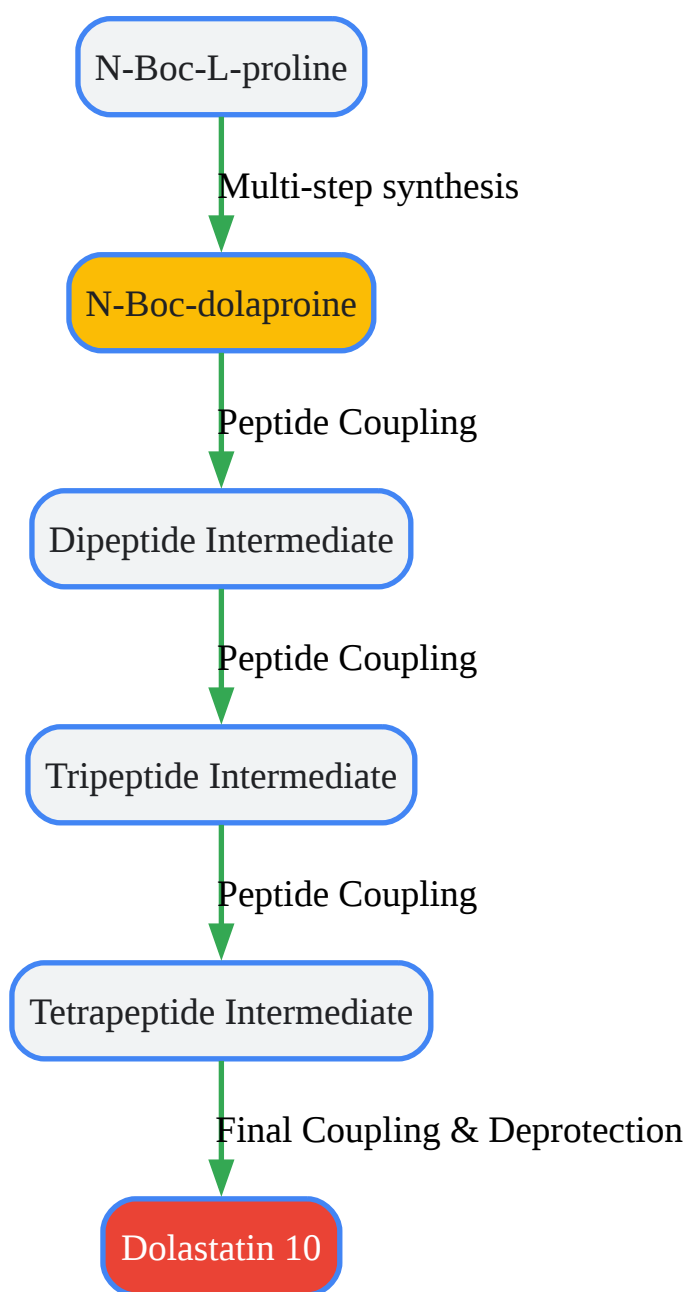 N-Boc-L-proline
Multi-step synthesis
N-Boc-dolaproine
Peptide Coupling
Dipeptide Intermediate
Peptide Coupling
Tripeptide Intermediate
Peptide Coupling
Tetrapeptide Intermediate
Final Coupling & Deprotection
Dolastatin 10